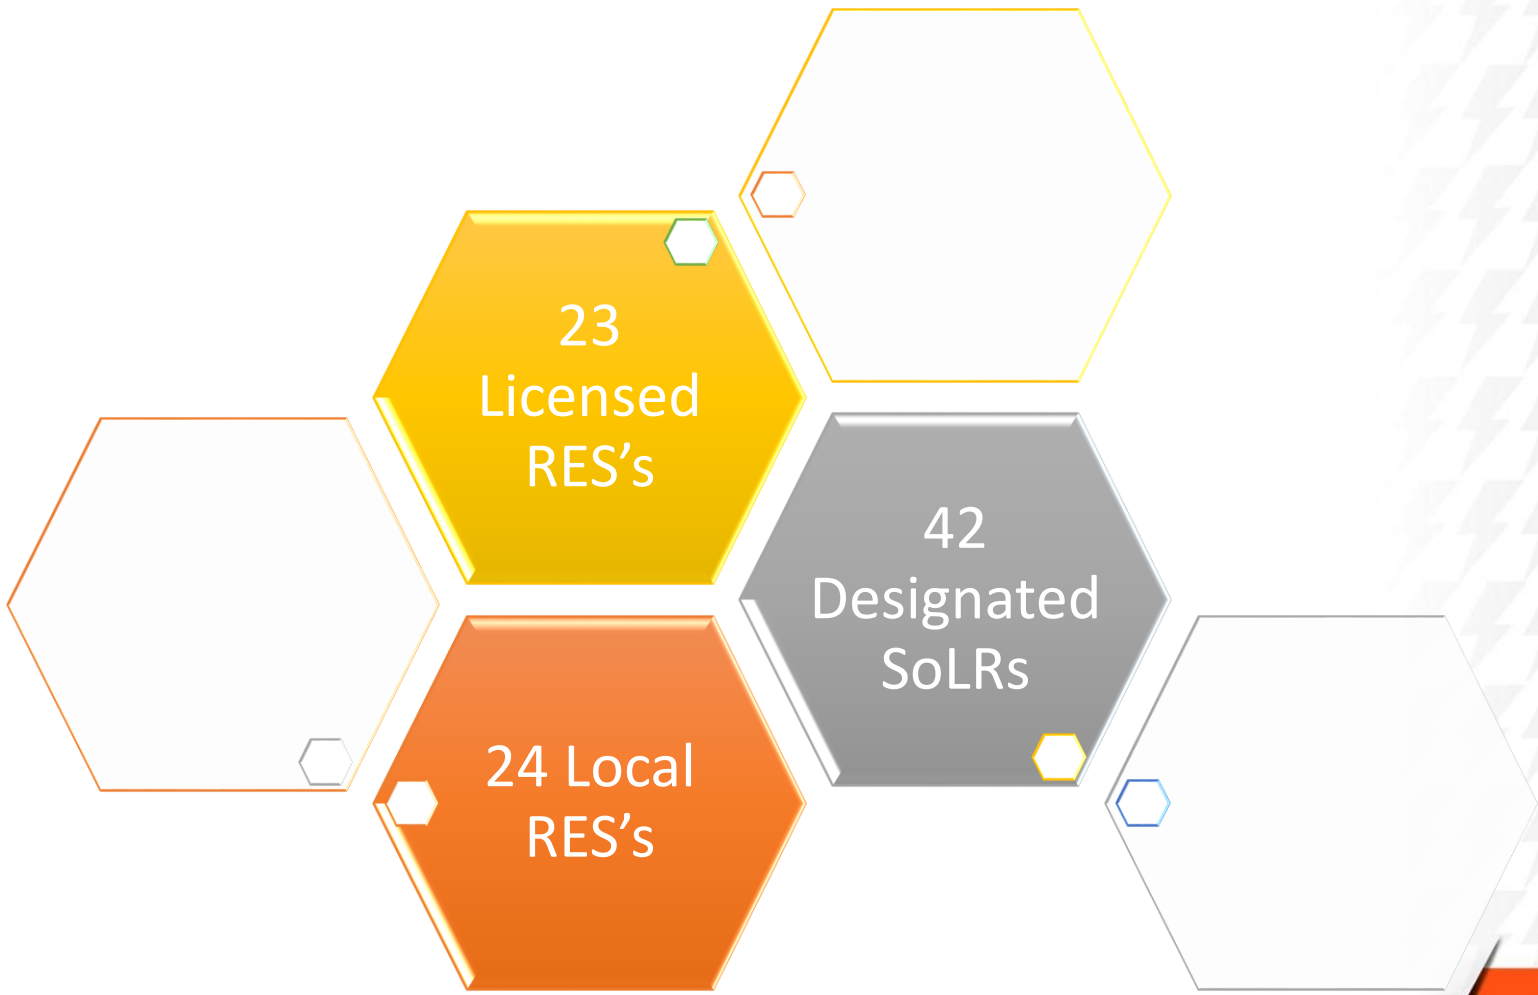 23
Licensed
RES’s
42
Designated
SoLRs
24 Local
RES’s